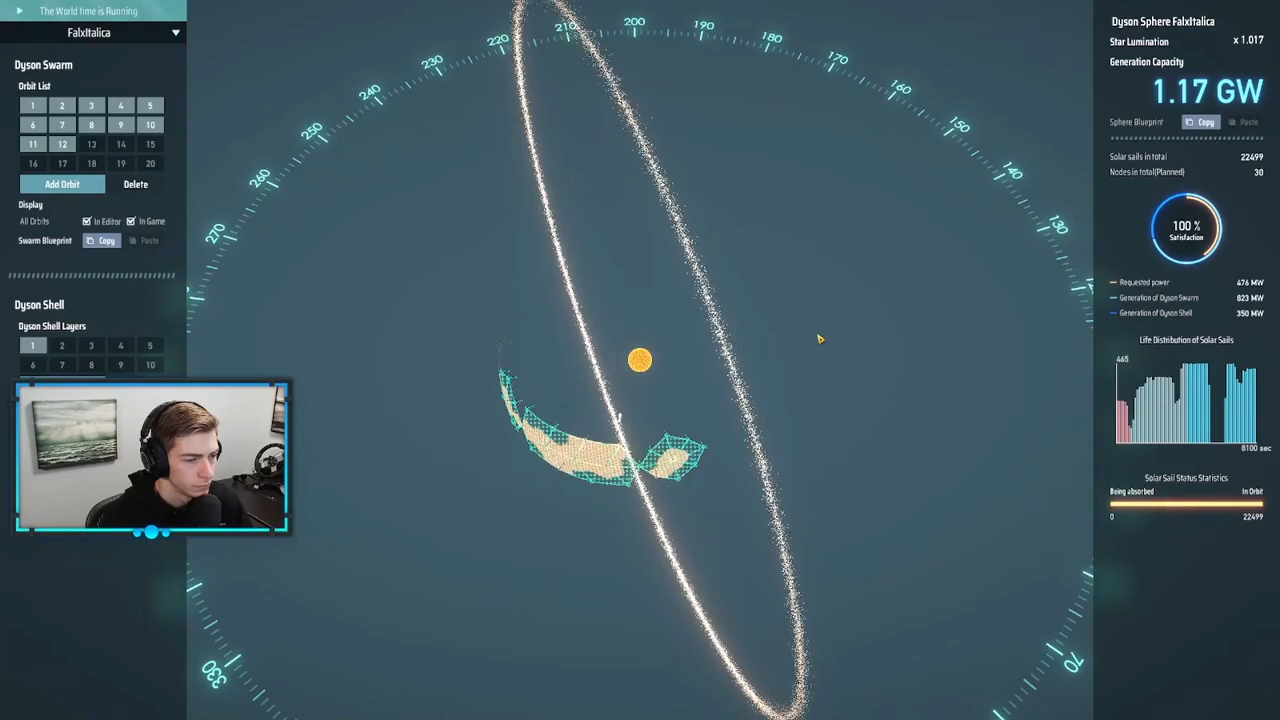 The World time is Running
FalxItalica
Dyson Swarm
Orbit List
1 2 3 4 5
6 7 8 9 10
11 12 13 14 15
16 17 18 19 20
Add Orbit Delete
Display
All Orbits In Editor In Game
Swarm Blueprint Copy Paste
Dyson Shell
Dyson Shell Layers
1 2 3 4 5
6 7 8 9 10
270
260
250
240
230
220
210
200
190
180
170
160
150
140
130
330
70
Dyson Sphere FalxItalica
Star Lumination x 1.017
Generation Capacity
1.17 GW
Sphere Blueprint Copy Paste
Solar sails in total 22499
Nodes in total(Planned) 30
100 %
Satisfaction
Requested power 476 MW
Generation of Dyson Swarm 823 MW
Generation of Dyson Shell 350 MW
Life Distribution of Solar Sails
465
8100 sec
Solar Sail Status Statistics
Being absorbed In Orbit
0 22499